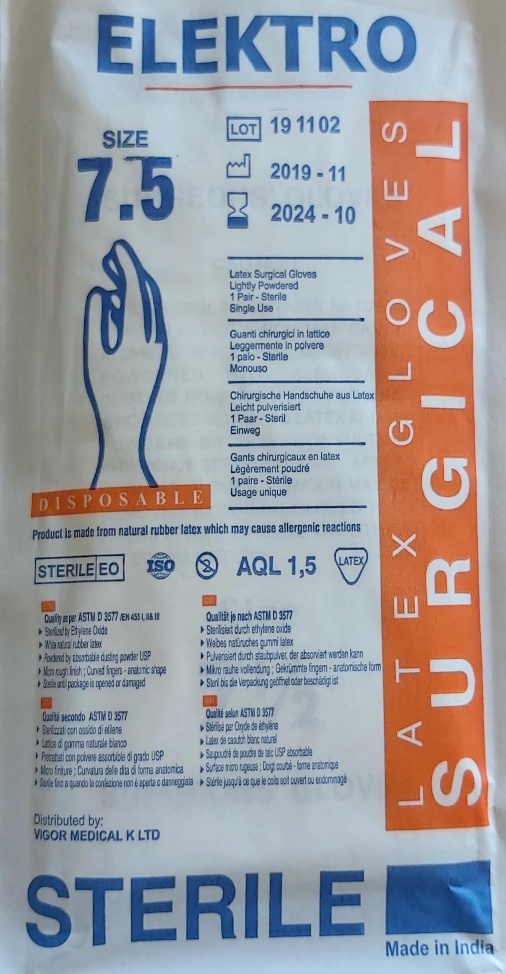 ELEKTRO
SIZE
7.5
LOT 19 11 02
2019 - 11
2024 - 10
Latex Surgical Gloves
Lightly Powdered
1 Pair - Sterile
Single Use
Guanti chirurgici in lattice
Leggermente in polvere
1 paio - Sterile
Monouso
Chirurgische Handschuhe aus Latex
Leicht pulverisiert
1 Paar - Steril
Einweg
Gants chirurgicaux en latex
Légèrement poudré
1 paire - Stérile
Usage unique
DISPOSABLE
LATEX GLOVES
SURGICAL
Product is made from natural rubber latex which may cause allergenic reactions
STERILE EO
ISO
2
AQL 1,5
LATEX
Quality as per ASTM D 3577 /EN 455 I, II& III
Sterilized by Ethylene Oxide
White natural rubber latex
Powdered by absorbable dusting powder USP
Micro rough finish ; Curved fingers - anatomic shape
Sterile until package is opened or damaged
Qualität je nach ASTM D 3577
Sterilisiert durch ethylene oxide
Weibes natürüches gummi latex
Pulverisiert durch staubpulver, der absorviert werden kann
Mikro rauhe vollendung ; Gekrümmte fingern - anatomische form
Steril bis die Verpackung geöffnet oder beschädigt ist
Qualità secondo ASTM D 3577
Sterilizzati con ossido di etilene
Lattice di gamma naturale bianco
Pretrattati con polvere assorbile di grado USP
Micro finiture ; Curvatura delle dita di forma anatomica
Sterile fino a quando la confezione non è aperta o danneggiata
Qualité selon ASTM D 3577
Stérilisé par Oxyde de éthylène
Latex de caoutch blanc naturel
Saupoudré de poudre de talc USP absorbable
Surface micro rugeuse ; Doigt courbé - forme anatomique
Stérile jusqu'à ce que le colis soit ouvert ou endommagé
Distributed by:
VIGOR MEDICAL K LTD
STERILE
Made in India